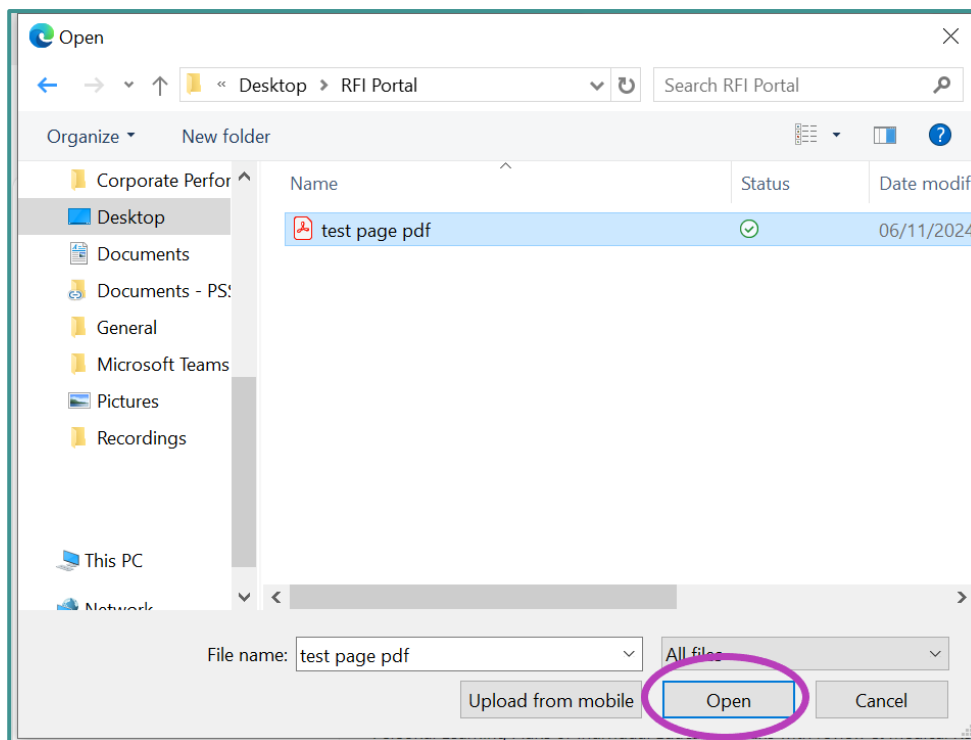 Open
« Desktop > RFI Portal
Search RFI Portal
Organize
New folder
Name
Status
Date modif
Corporate Perfor
Desktop
test page pdf
06/11/2024
Documents
Documents - PS
General
Microsoft Teams
Pictures
Recordings
This PC
Network
File name: test page pdf
All files
Upload from mobile
Open
Cancel